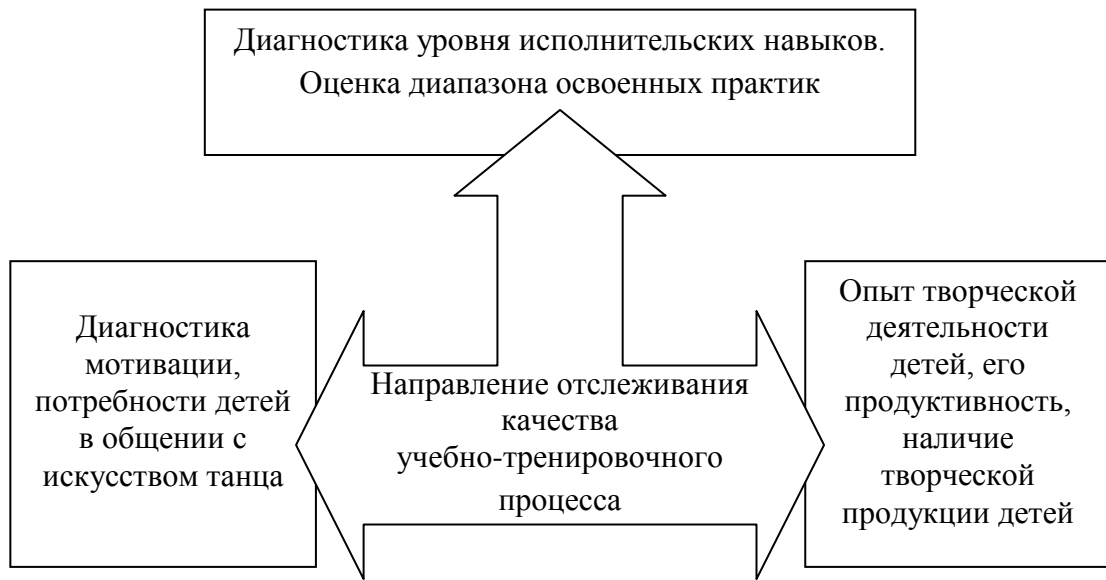 Диагностика уровня исполнительских навыков.
Оценка диапазона освоенных практик
Диагностика
мотивации,
потребности детей
в общении с
искусством танца
Направление отслеживания
качества
учебно-тренировочного
процесса
Опыт творческой
деятельности
детей, его
продуктивность,
наличие
творческой
продукции детей